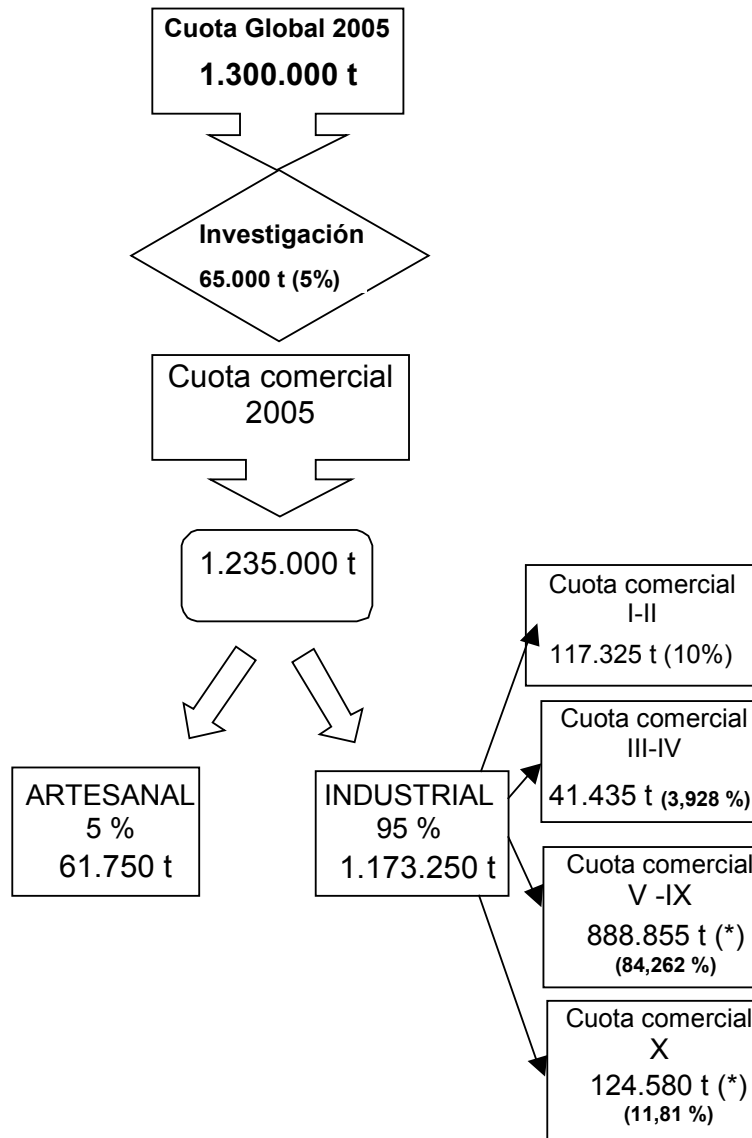 Cuota Global 2005
1.300.000 t
Investigación
65.000 t (5%)
Cuota comercial
2005
1.235.000 t
ARTESANAL
5 %
61.750 t
INDUSTRIAL
95 %
1.173.250 t
Cuota comercial
I-II
117.325 t (10%)
Cuota comercial
III-IV
41.435 t (3,928 %)
Cuota comercial
V -IX
888.855 t (*)
(84,262 %)
Cuota comercial
X
124.580 t (*)
(11,81 %)